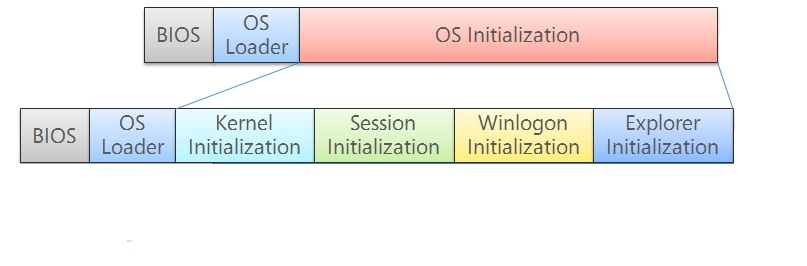 BIOS
OS
Loader
OS Initialization
BIOS
OS
Loader
Kernel
Initialization
Session
Initialization
Winlogon
Initialization
Explorer
Initialization